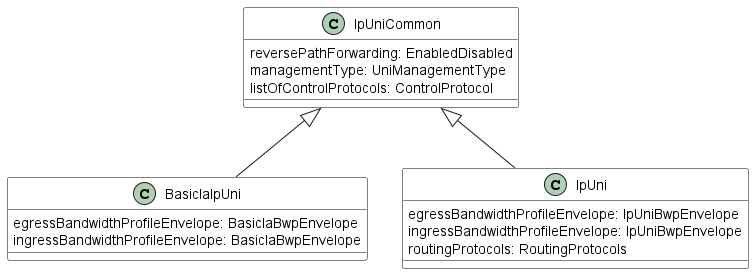 C IpUniCommon
reversePathForwarding: EnabledDisabled
managementType: UniManagementType
listOfControlProtocols: ControlProtocol
C BasicIaIpUni
egressBandwidthProfileEnvelope: BasicIaBwpEnvelope
ingressBandwidthProfileEnvelope: BasicIaBwpEnvelope
C IpUni
egressBandwidthProfileEnvelope: IpUniBwpEnvelope
ingressBandwidthProfileEnvelope: IpUniBwpEnvelope
routingProtocols: RoutingProtocols